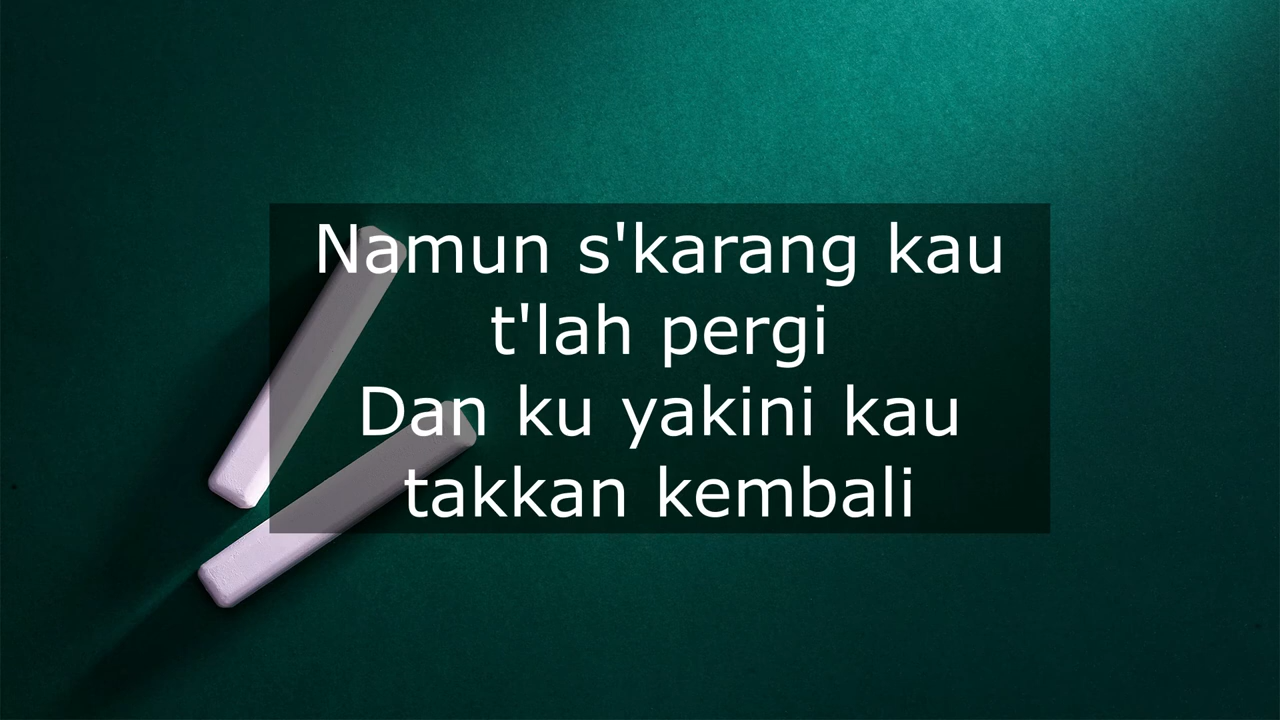 Namun s'karang kau
t'lah pergi
Dan ku yakini kau
takkan kembali